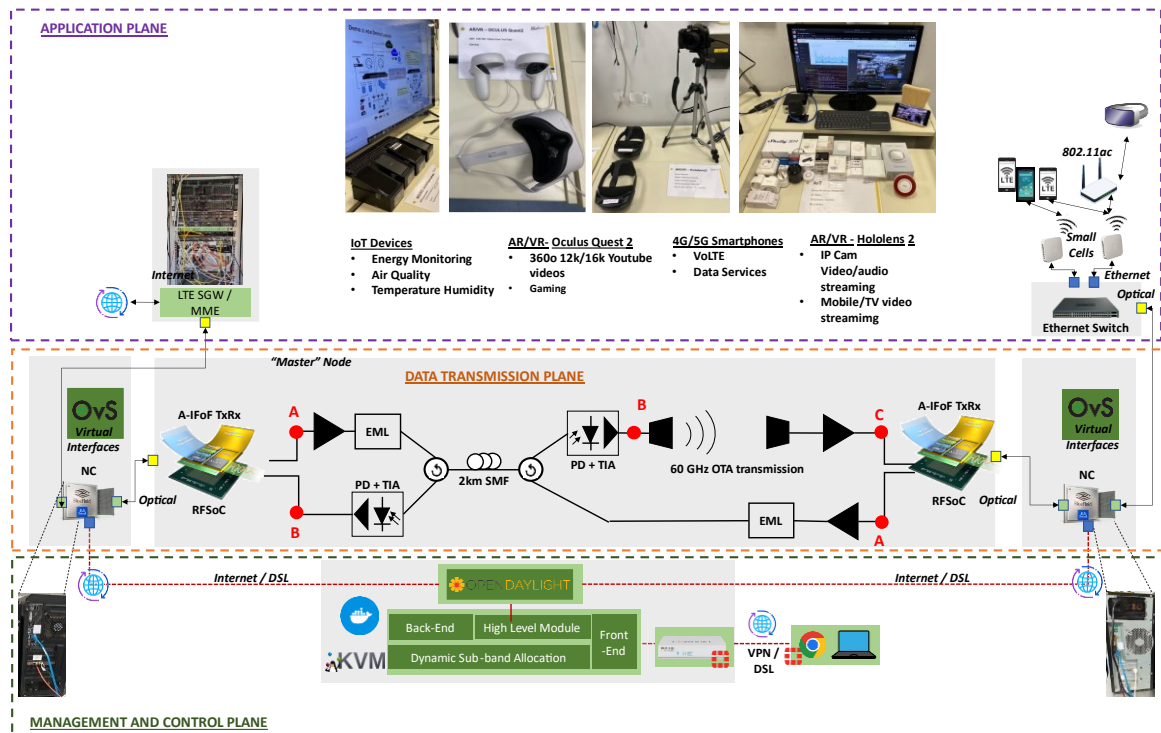 APPLICATION PLANE
AR/VR – OCULUS Quest2
802.11ac
LTE
LTE
Small
Cells
Ethernet
Optical
Ethernet Switch
IoT Devices
• Energy Monitoring
• Air Quality
• Temperature Humidity
AR/VR- Oculus Quest 2
• 360o 12k/16k Youtube
videos
• Gaming
4G/5G Smartphones
• VoLTE
• Data Services
AR/VR - Hololens 2
• IP Cam
Video/audio
streaming
• Mobile/TV video
streamimg
IoT
Internet
LTE SGW /
MME
"Master" Node
DATA TRANSMISSION PLANE
OvS
Virtual
Interfaces
NC
Optical
A-IFoF TxRx
RFSoC
A
B
EML
PD + TIA
2km SMF
PD + TIA
B
60 GHz OTA transmission
EML
C
A
A-IFoF TxRx
RFSoC
Optical
OvS
Virtual
Interfaces
NC
Internet / DSL
OPENDAYLIGHT
Internet / DSL
Back-End
High Level Module
Front
-End
Dynamic Sub-band Allocation
KVM
VPN /
DSL
MANAGEMENT AND CONTROL PLANE